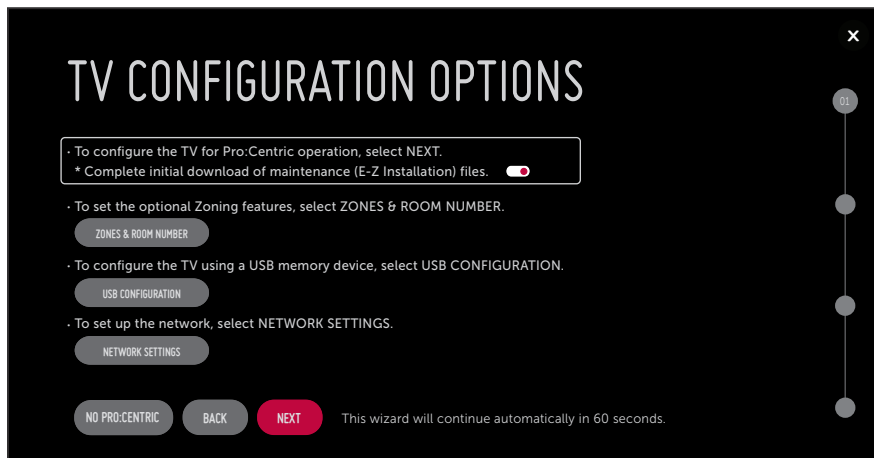 X
TV CONFIGURATION OPTIONS
01
· To configure the TV for Pro:Centric operation, select NEXT.
* Complete initial download of maintenance (E-Z Installation) files.
· To set the optional Zoning features, select ZONES & ROOM NUMBER.
ZONES & ROOM NUMBER
· To configure the TV using a USB memory device, select USB CONFIGURATION.
USB CONFIGURATION
· To set up the network, select NETWORK SETTINGS.
NETWORK SETTINGS
NO PRO:CENTRIC BACK NEXT This wizard will continue automatically in 60 seconds.